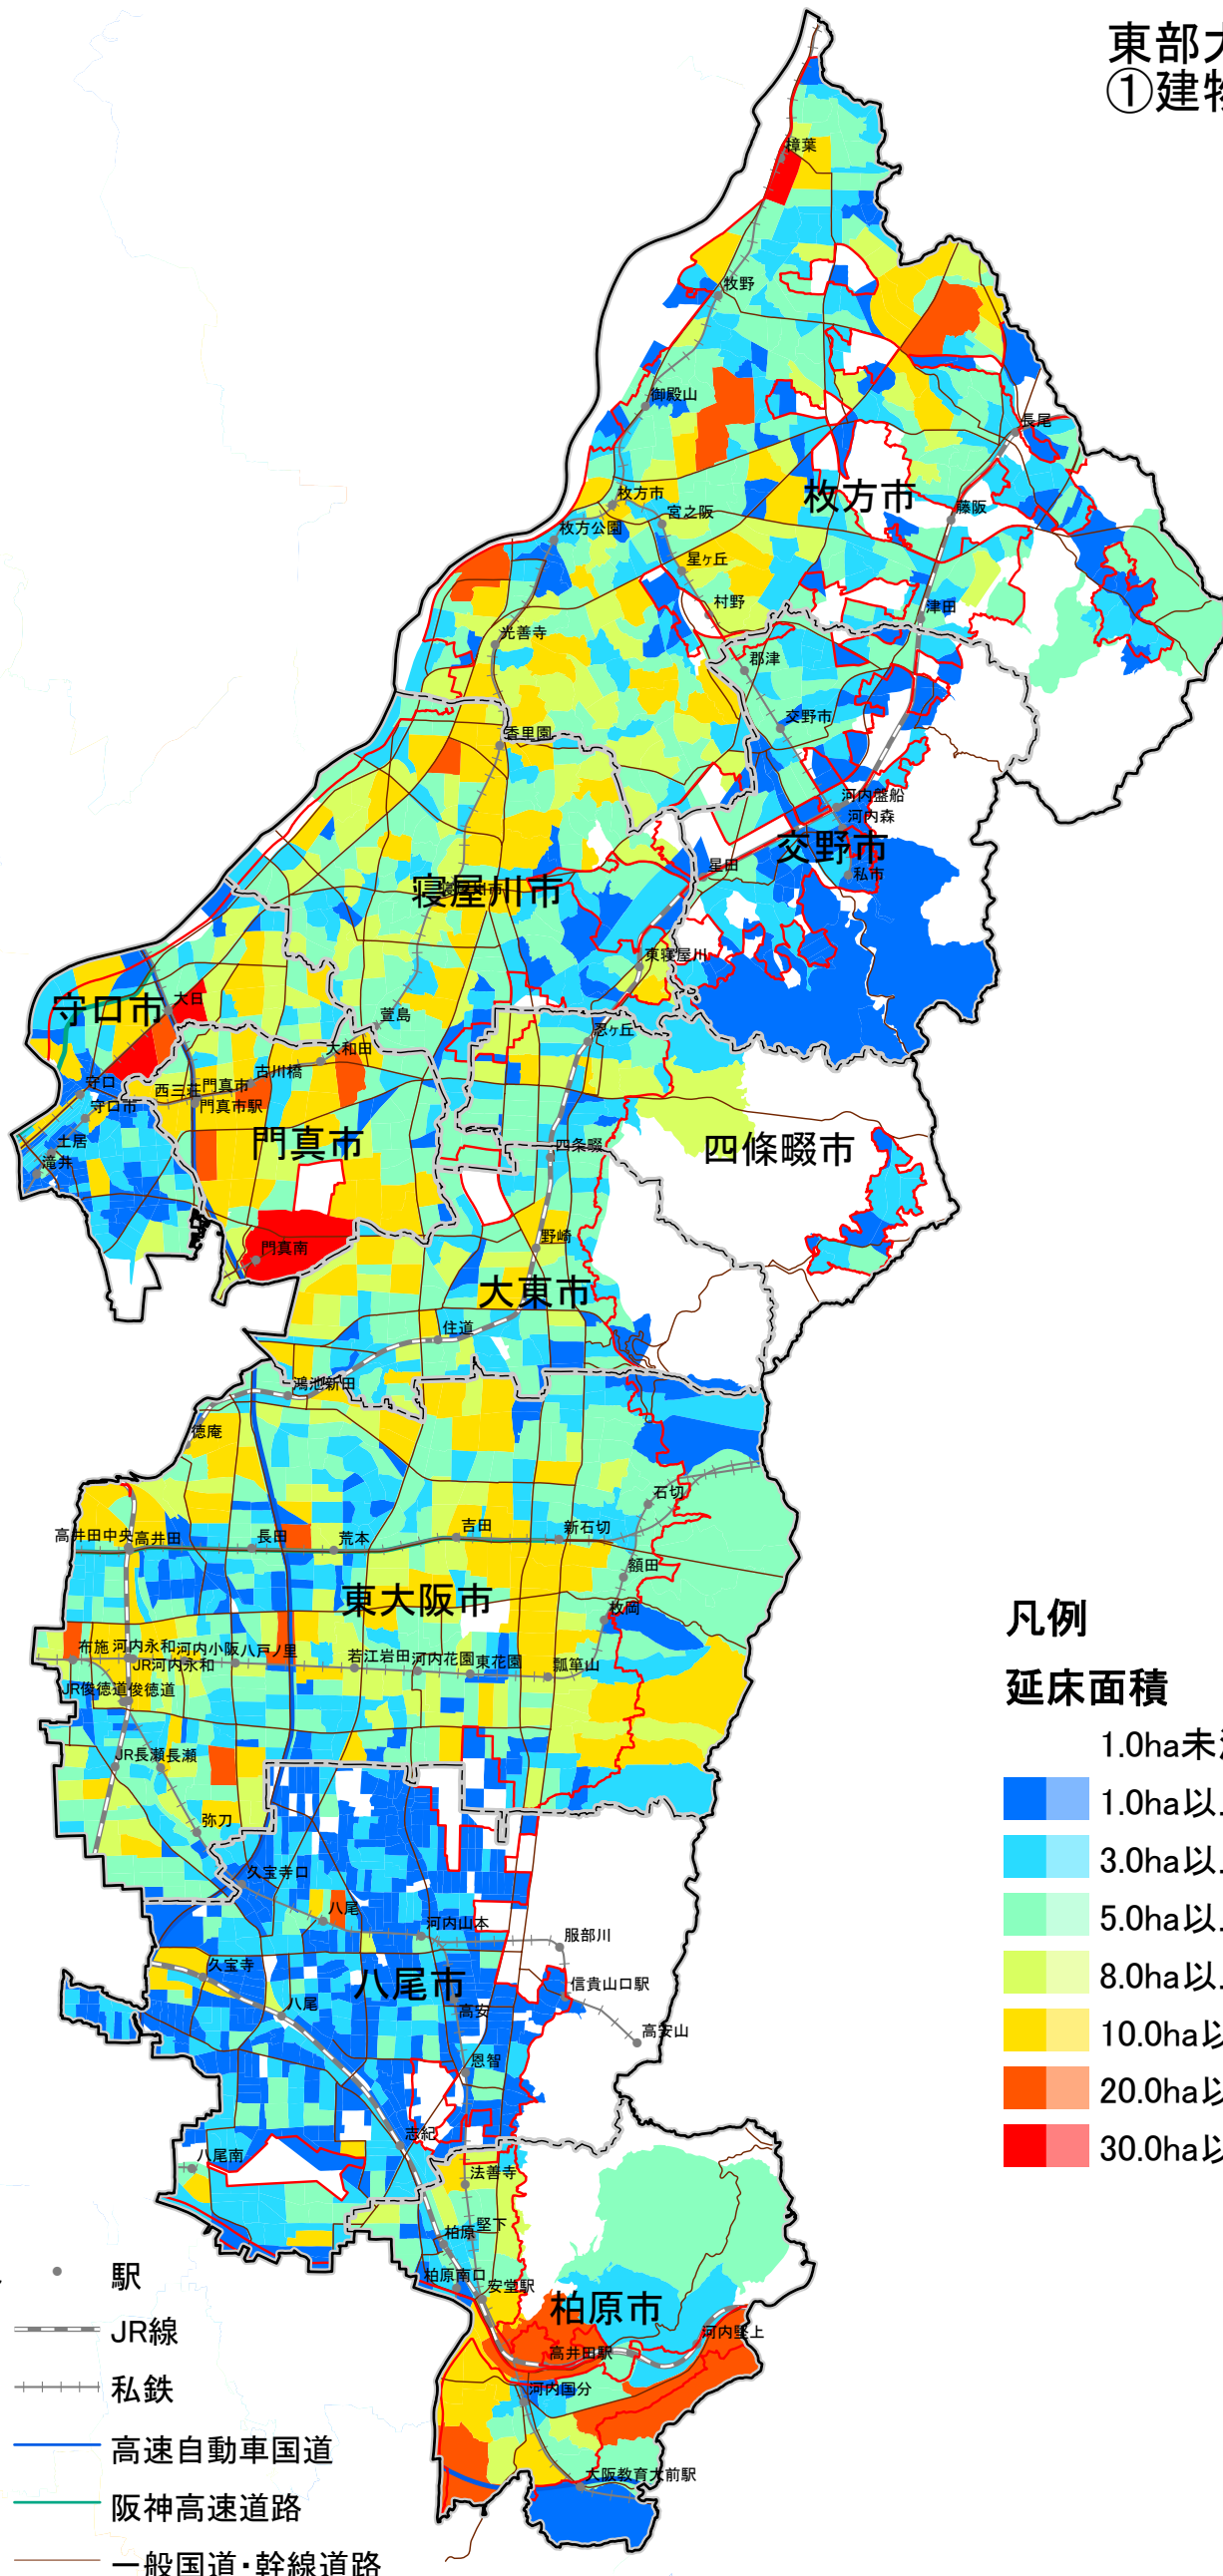 東部大
①建物
樟葉
牧野
御殿山
長尾
枚方市
枚方市
藤阪
宮之阪
枚方公園
星ヶ丘
村野
津田
光善寺
郡津
交野市
香里園
河内盤船
河内森
交野市
星田
私市
寝屋川市
東寝屋川
守口市
大日
萱島
忍ヶ丘
大和田
古川橋
西三荘
門真市
門真市駅
守口
守口市
土居
滝井
門真市
四条畷
四條畷市
野崎
門真南
大東市
住道
鴻池新田
徳庵
石切
高井田中央
高井田
長田
荒本
吉田
新石切
額田
東大阪市
枚岡
布施
河内永和
JR河内永和
河内小阪
八戸ノ里
若江岩田
河内花園
東花園
瓢箪山
JR俊徳道
俊徳道
JR長瀬
長瀬
弥刀
久宝寺口
八尾
河内山本
服部川
久宝寺
八尾市
信貴山口駅
八尾
高安
高安山
恩智
志紀
八尾南
法善寺
柏原
堅下
柏原南口
安堂駅
柏原市
高井田駅
河内堅上
河内国分
大阪教育大前駅
凡例
延床面積
1.0ha未
1.0ha以
3.0ha以
5.0ha以
8.0ha以
10.0ha以
20.0ha以
30.0ha以
駅
JR線
私鉄
高速自動車国道
阪神高速道路
一般国道・幹線道路